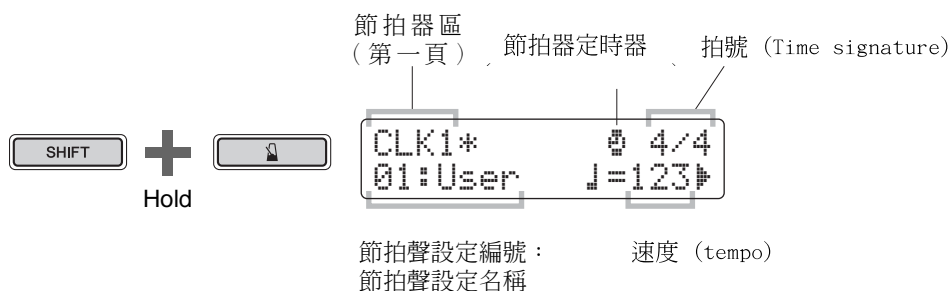 節拍器區
(第一頁)
節拍器定時器
拍號 (Time signature)
SHIFT
Hold
CLK1* 4/4
01:User ♩=123
節拍聲設定編號：
節拍聲設定名稱
速度 (tempo)